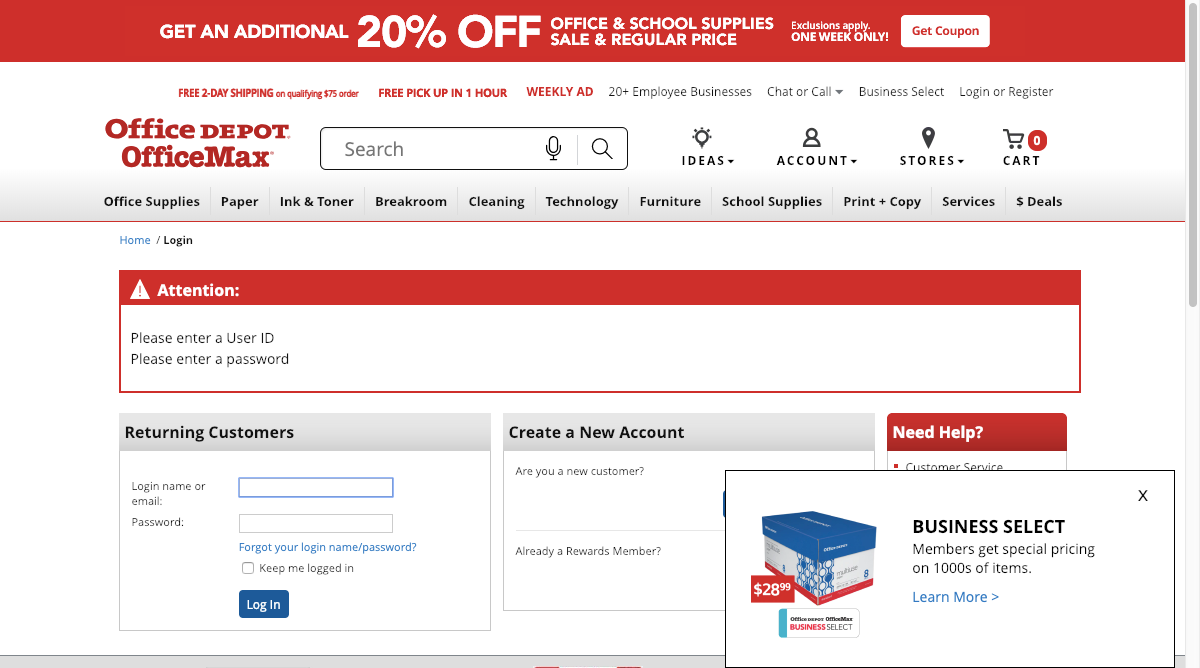 GET AN ADDITIONAL 20% OFF OFFICE & SCHOOL SUPPLIES SALE & REGULAR PRICE Exclusions apply. ONE WEEK ONLY! Get Coupon
FREE 2-DAY SHIPPING on qualifying $75 order FREE PICK UP IN 1 HOUR WEEKLY AD 20+ Employee Businesses Chat or Call Business Select Login or Register
Office DEPOT
OfficeMax
Search
IDEAS ACCOUNT STORES 0 CART
Office Supplies Paper Ink & Toner Breakroom Cleaning Technology Furniture School Supplies Print + Copy Services $ Deals
Home / Login
Attention:
Please enter a User ID
Please enter a password
Returning Customers
Login name or
email:
Password:
Forgot your login name/password?
Keep me logged in
Log In
Create a New Account
Are you a new customer?
Already a Rewards Member?
Need Help?
Customer Service
X
BUSINESS SELECT
Members get special pricing
on 1000s of items.
Learn More >
Office DEPOT
multiuse
8
$28.99
Office DEPOT OfficeMax
BUSINESS SELECT